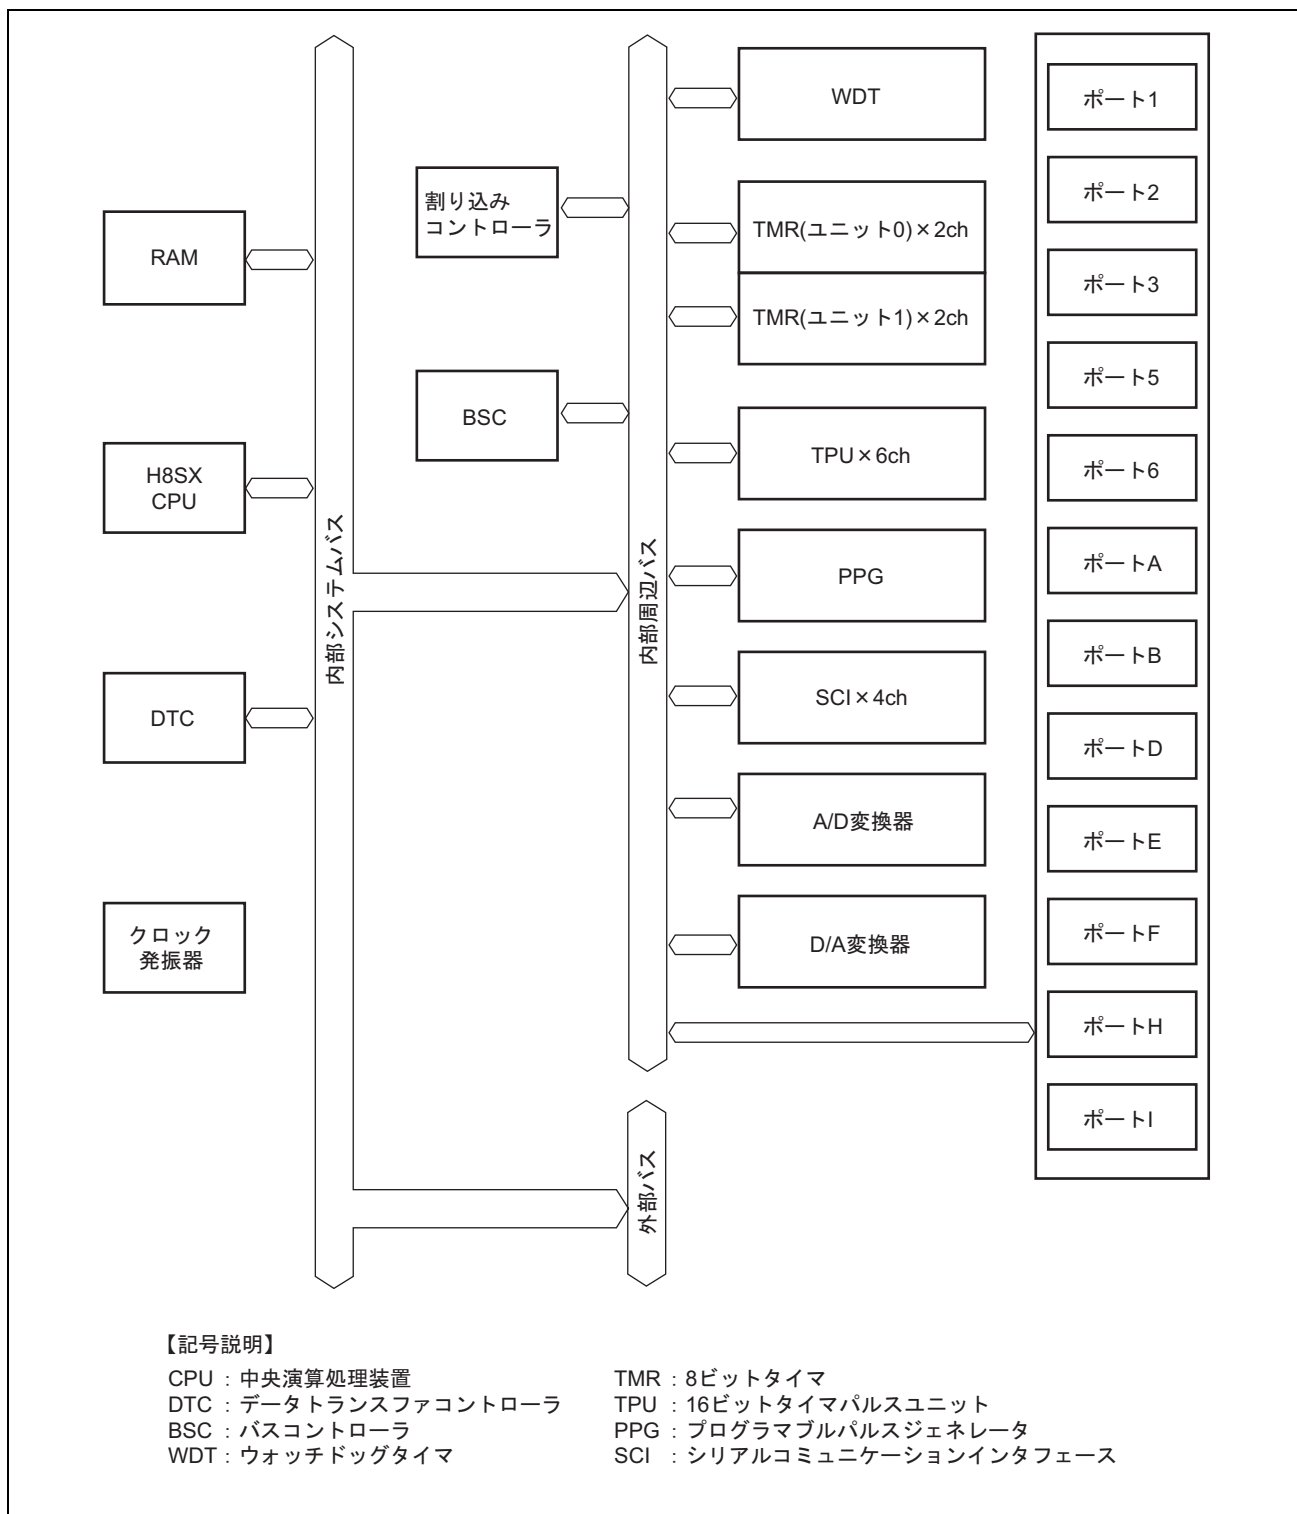 RAM
H8SX
CPU
DTC
クロック
発振器
内部システムバス
割り込み
コントローラ
BSC
内部周辺バス
外部バス
WDT
TMR(ユニット0)×2ch
TMR(ユニット1)×2ch
TPU×6ch
PPG
SCI×4ch
A/D変換器
D/A変換器
ポート1
ポート2
ポート3
ポート5
ポート6
ポートA
ポートB
ポートD
ポートE
ポートF
ポートH
ポートI
【記号説明】
CPU : 中央演算処理装置
DTC : データトランスファコントローラ
BSC : バスコントローラ
WDT : ウォッチドッグタイマ
TMR : 8ビットタイマ
TPU : 16ビットタイマパルスユニット
PPG : プログラマブルパルスジェネレータ
SCI : シリアルコミュニケーションインタフェース